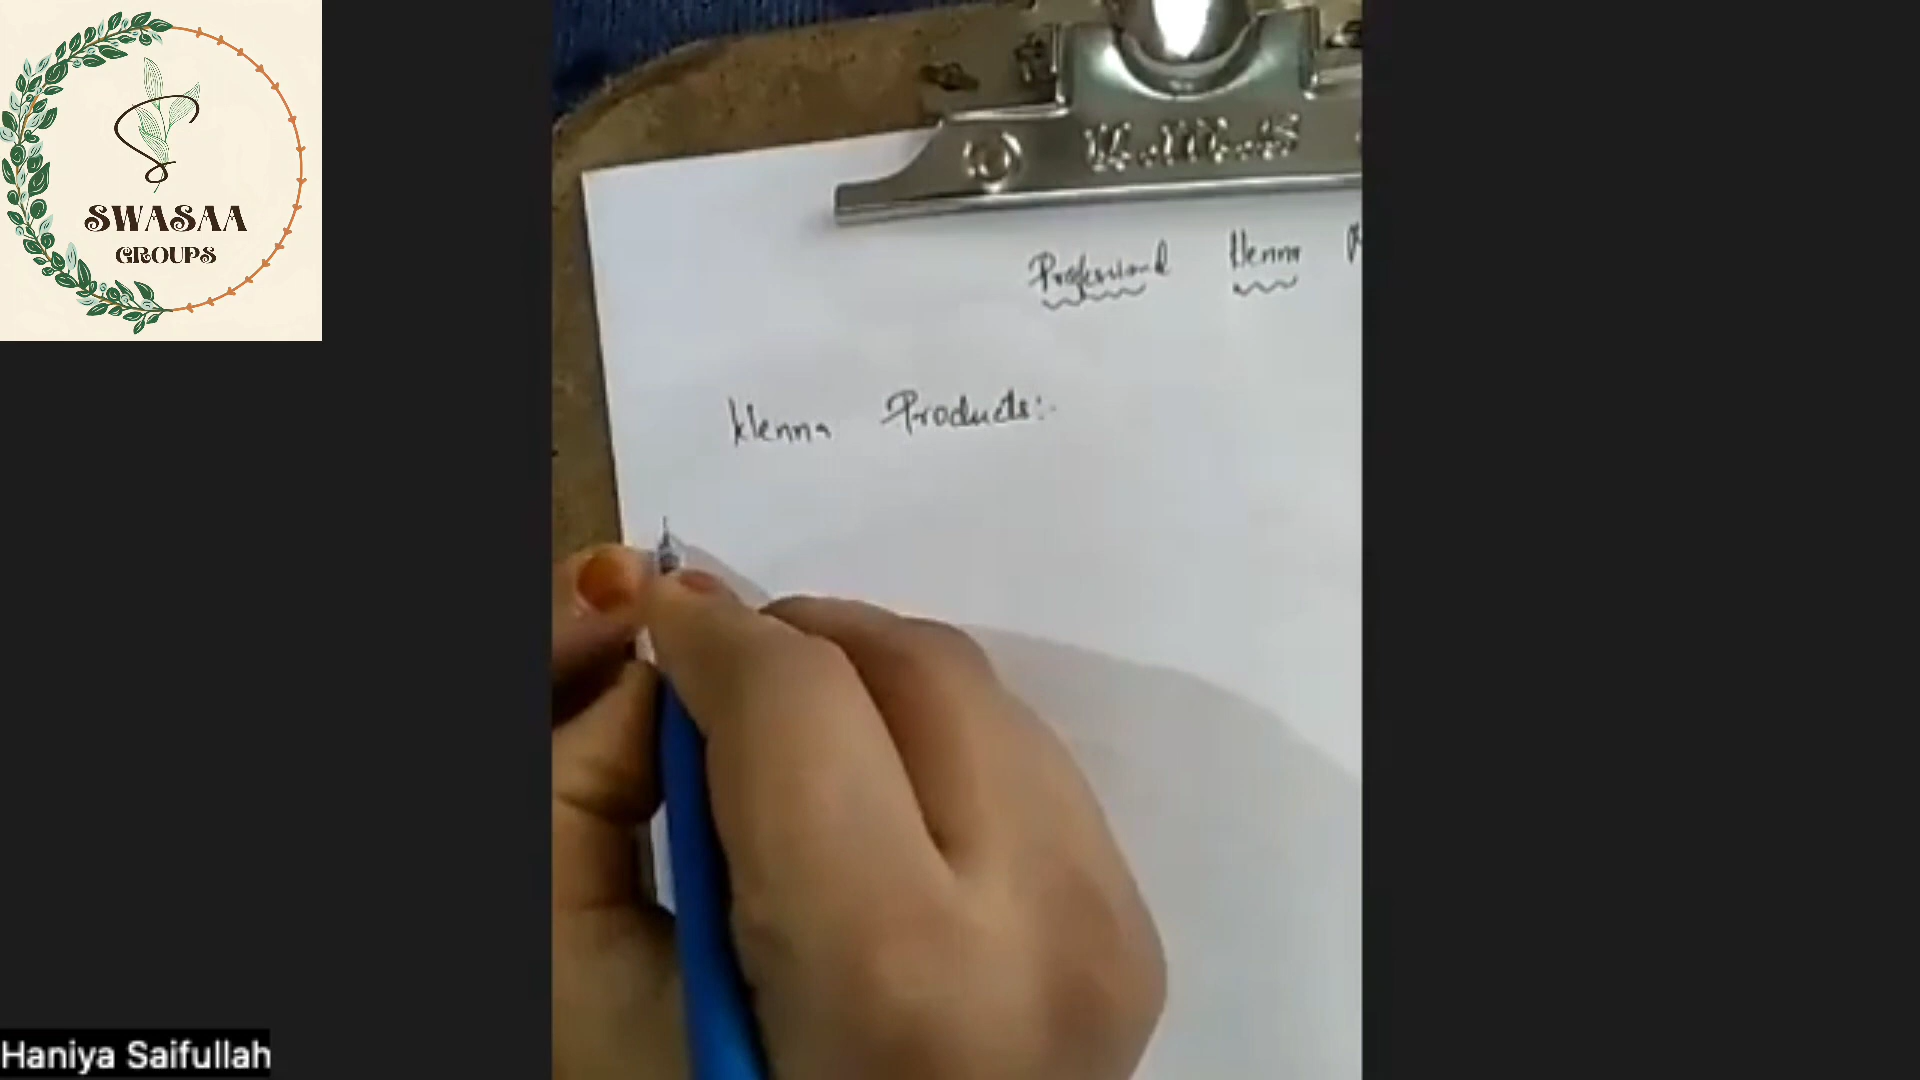 SWASAA
GROUPS
Professional Henna
Henna Products:-
Haniya Saifullah